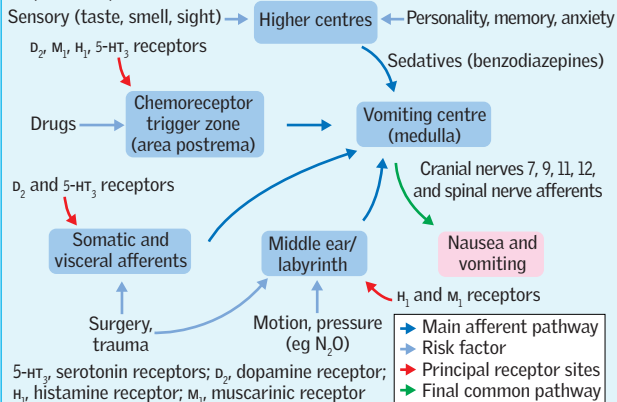 Sensory (taste, smell, sight)
Higher centres
Personality, memory, anxiety
D₂, M₁, H₁, 5-HT₃ receptors
Sedatives (benzodiazepines)
Drugs
Chemoreceptor
trigger zone
(area postrema)
Vomiting centre
(medulla)
Cranial nerves 7, 9, 11, 12,
and spinal nerve afferents
D₂ and 5-HT₃ receptors
Somatic and
visceral afferents
Middle ear/
labyrinth
Nausea and
vomiting
H₁ and M₁ receptors
Surgery,
trauma
Motion, pressure
(eg N₂O)
Main afferent pathway
Risk factor
Principal receptor sites
Final common pathway
5-HT₃, serotonin receptors; D₂, dopamine receptor;
H₁, histamine receptor; M₁, muscarinic receptor